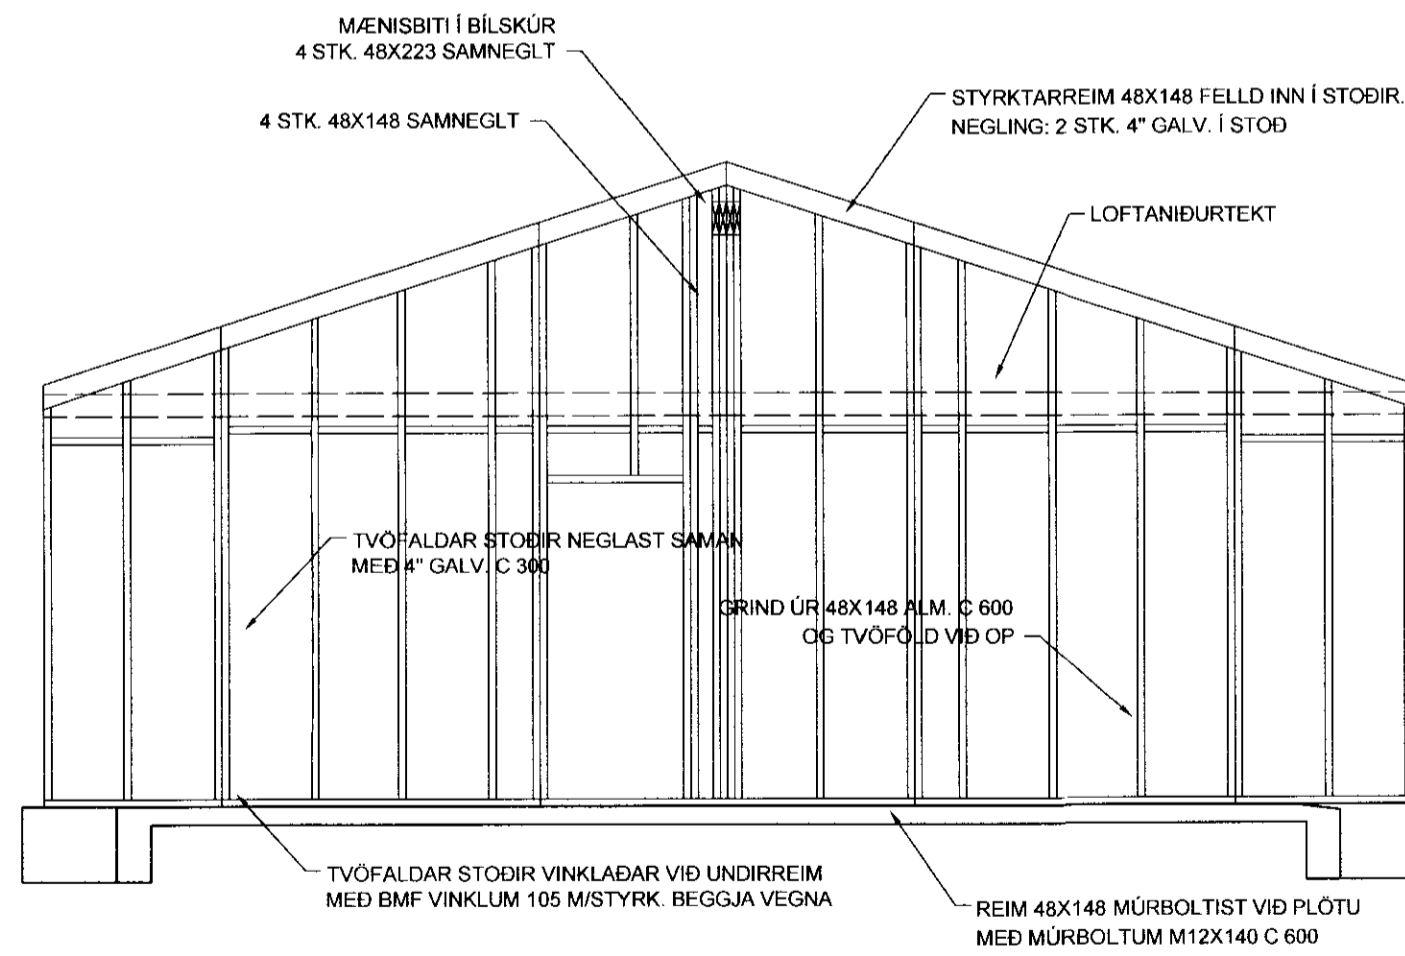 MÆNISBITI Í BÍLSKÚR
4 STK. 48X223 SAMNEGLT
4 STK. 48X148 SAMNEGLT
STYRKTARREIM 48X148 FELLD INN Í STOÐIR.
NEGLING: 2 STK. 4" GALV. Í STOÐ
LOFTANIÐURTEKT
TVÖFALDAR STOÐIR NEGLAST SAMAN
MEÐ 4" GALV. C 300
GRIND ÚR 48X148 ALM. C 600
OG TVÖFÖLD VIÐ OP
TVÖFALDAR STOÐIR VINKLAÐAR VIÐ UNDIRREIM
MEÐ BMF VINKLUM 105 M/STYRK. BEGGJA VEGNA
REIM 48X148 MÚRBOLTIST VIÐ PLÖTU
MEÐ MÚRBOLTUM M12X140 C 600